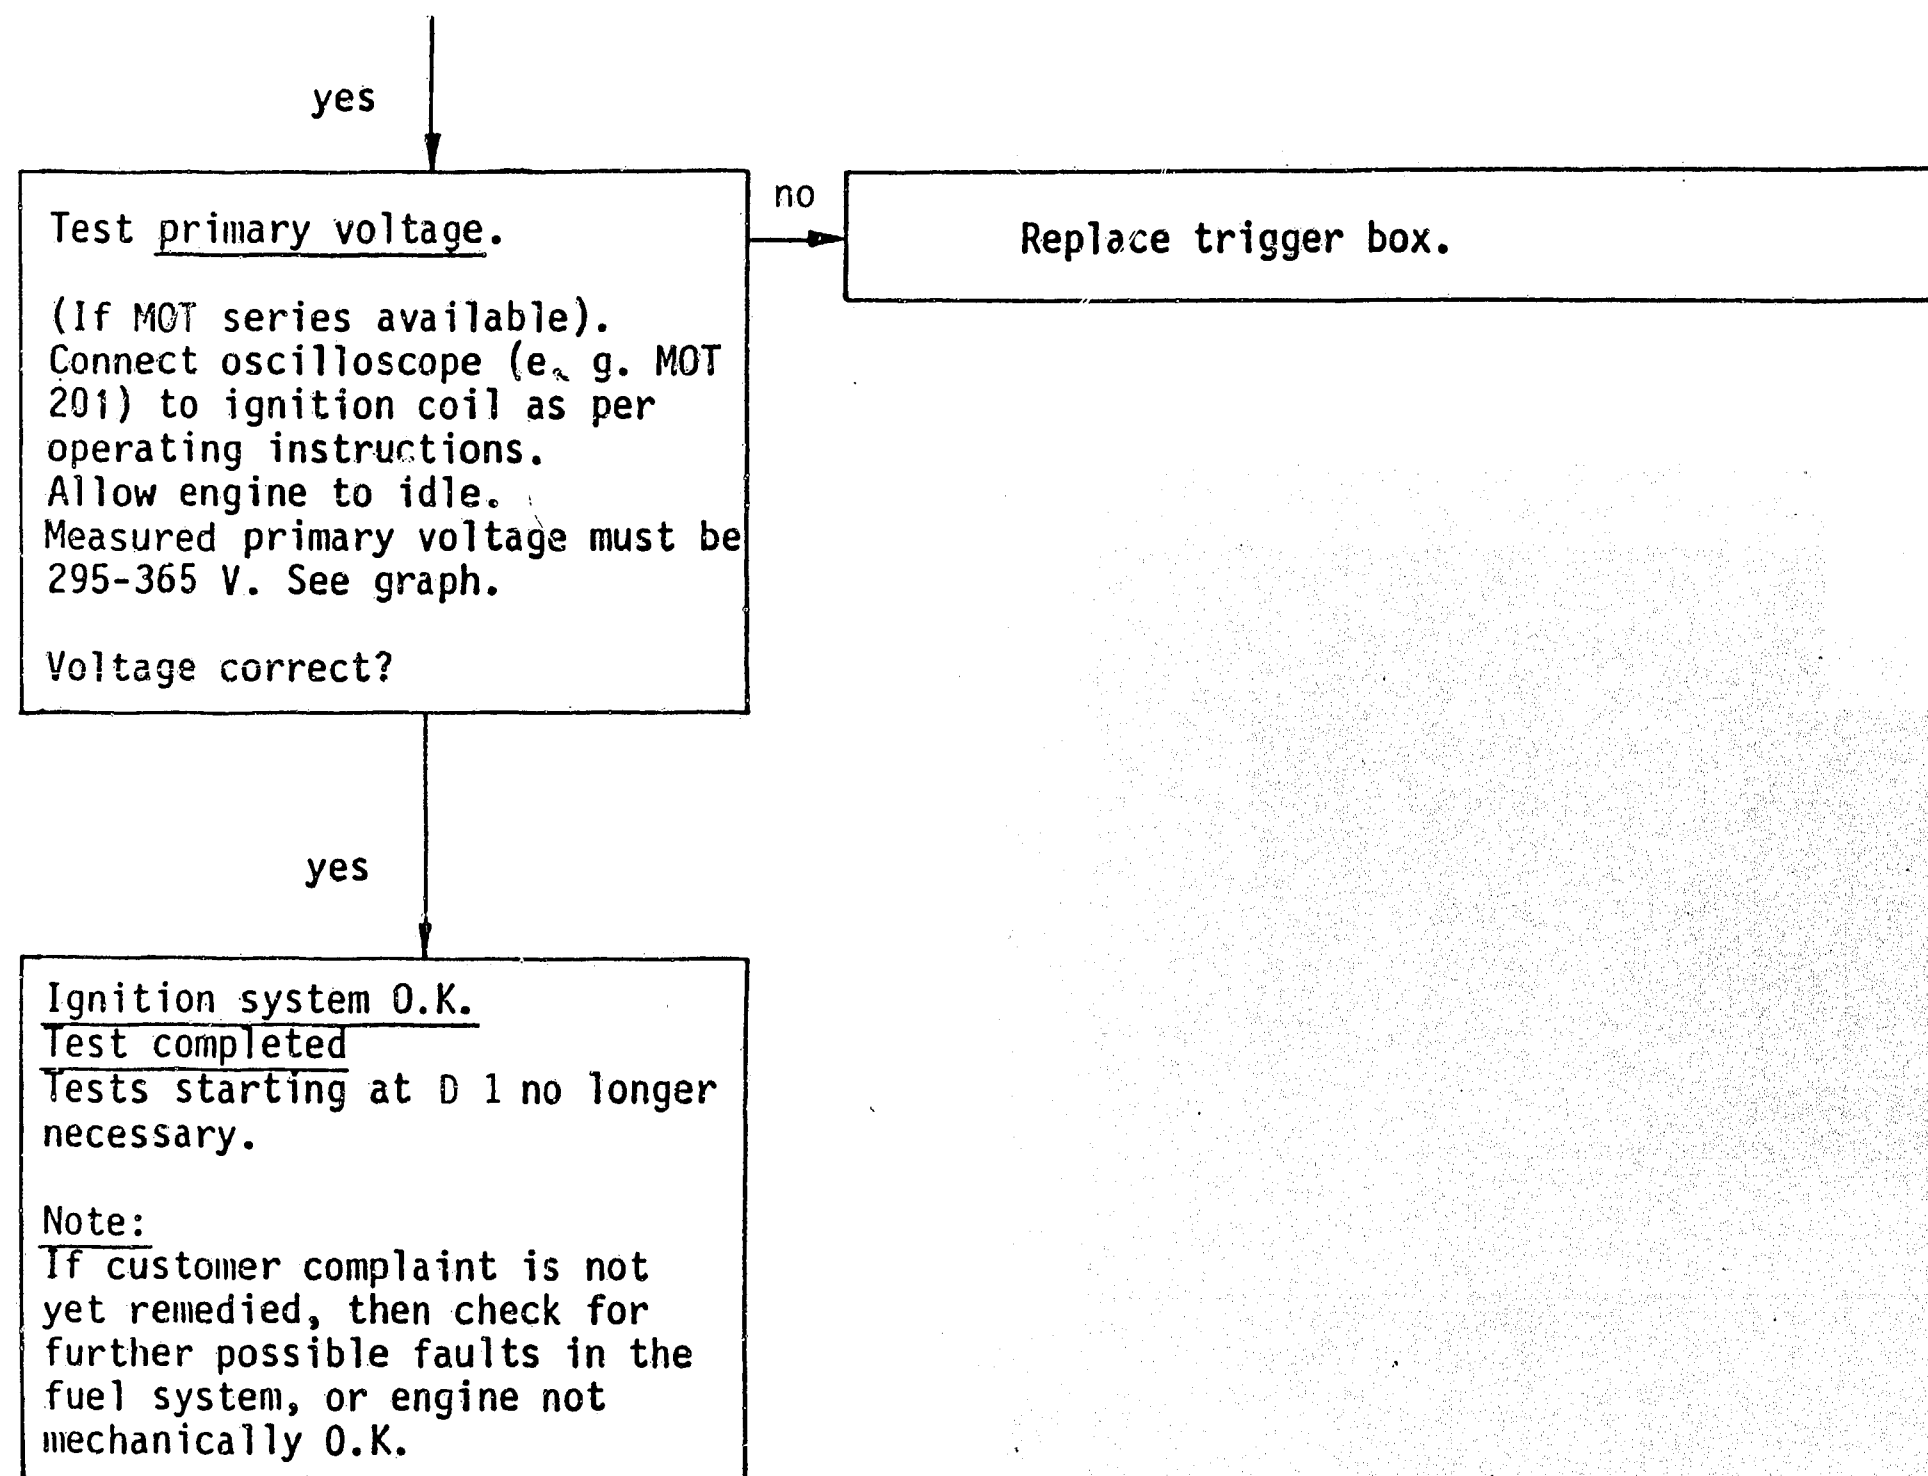 yes
Test primary voltage.
no
Replace trigger box.
(If MOT series available).
Connect oscilloscope (e. g. MOT
201) to ignition coil as per
operating instructions.
Allow engine to idle.
Measured primary voltage must be
295-365 V. See graph.
Voltage correct?
yes
Ignition system O.K.
Test completed
Tests starting at D 1 no longer
necessary.
Note:
If customer complaint is not
yet remedied, then check for
further possible faults in the
fuel system, or engine not
mechanically O.K.